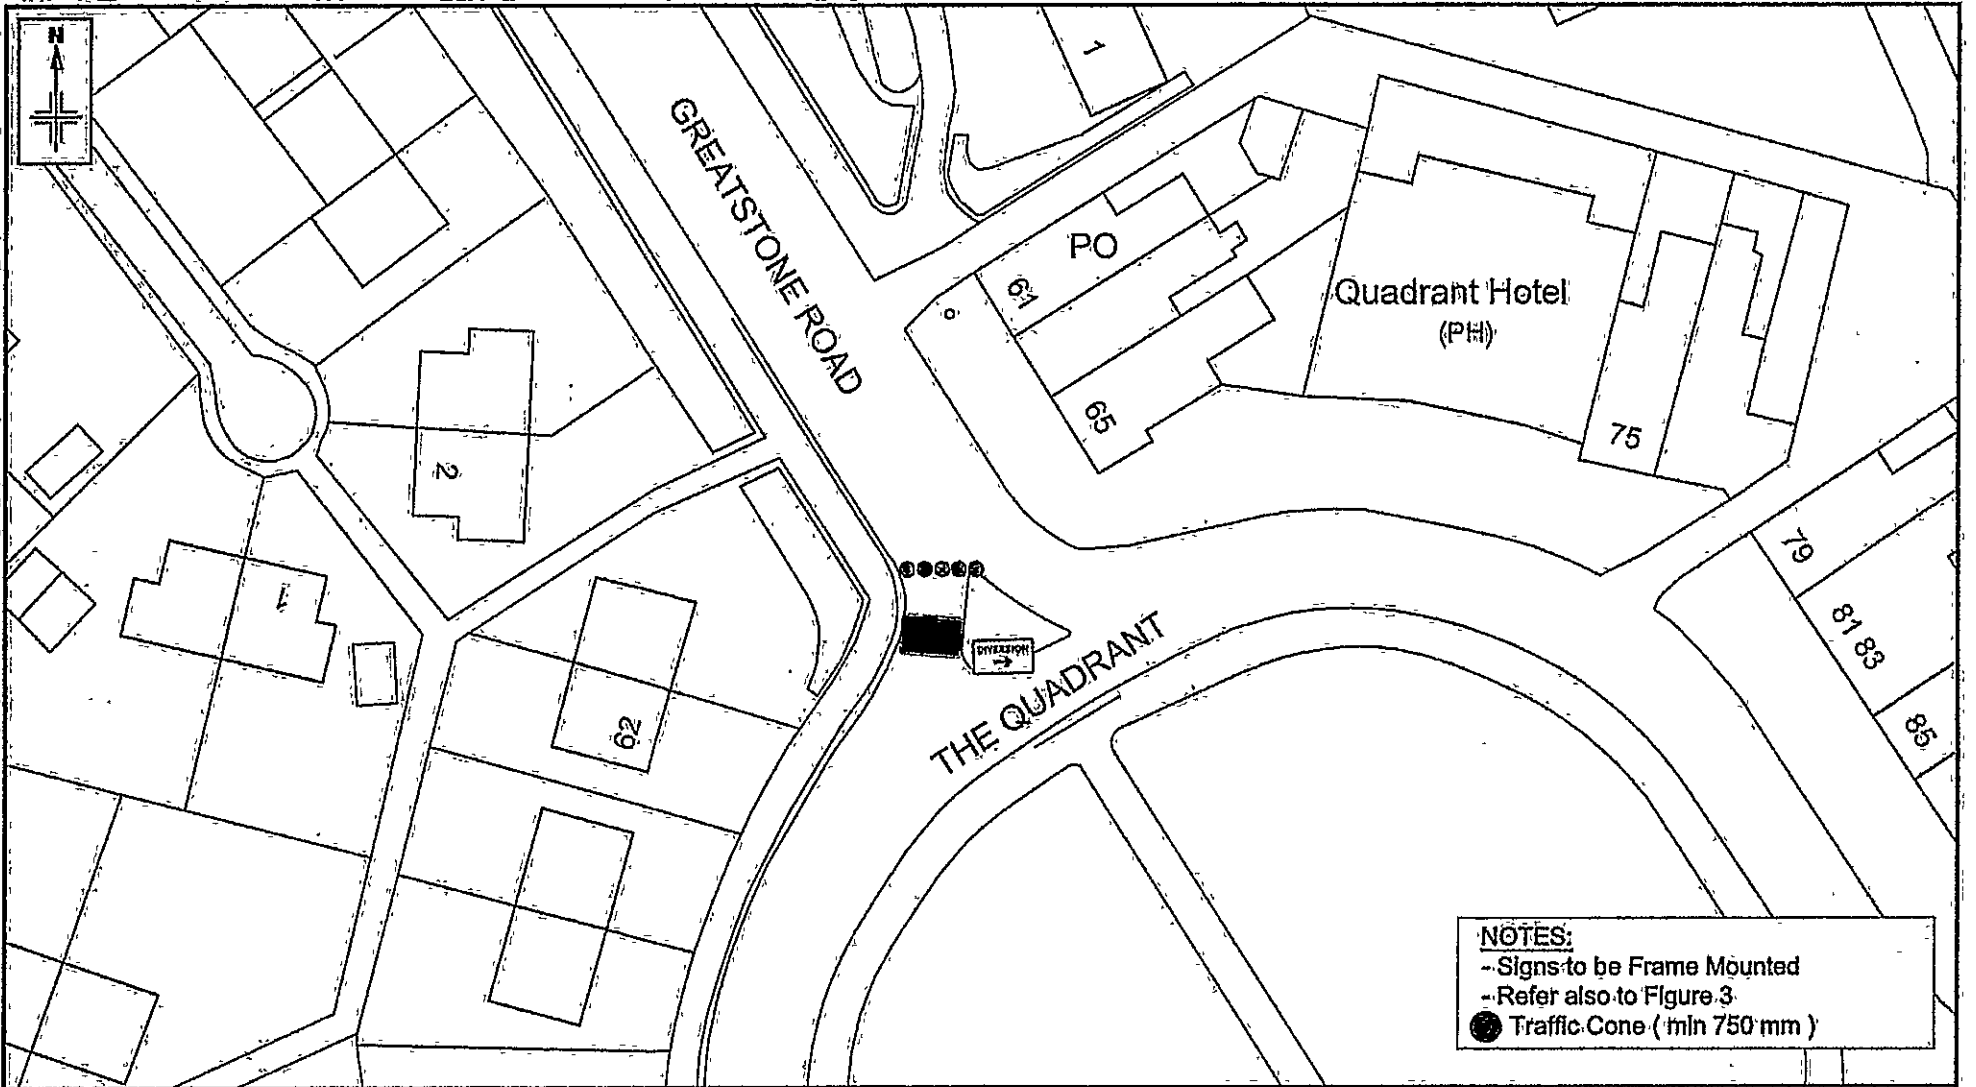 N
1
GREATSTONE ROAD
PO
61
65
Quadrant Hotel
(PH)
75
2
1
62
DIVERSION
THE QUADRANT
79
81 83
85
NOTES:
- Signs to be Frame Mounted
- Refer also to Figure 3
Traffic Cone ( min 750 mm )